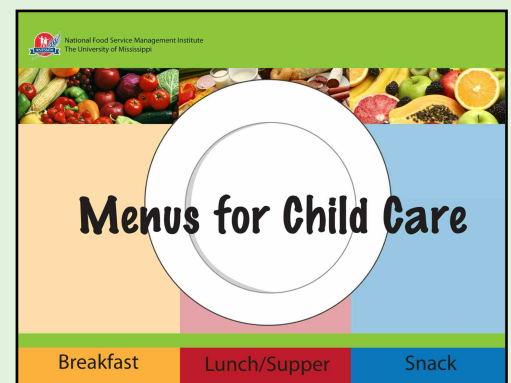 National Food Service Management Institute
The University of Mississippi
Menus for Child Care
Breakfast
Lunch/Supper
Snack